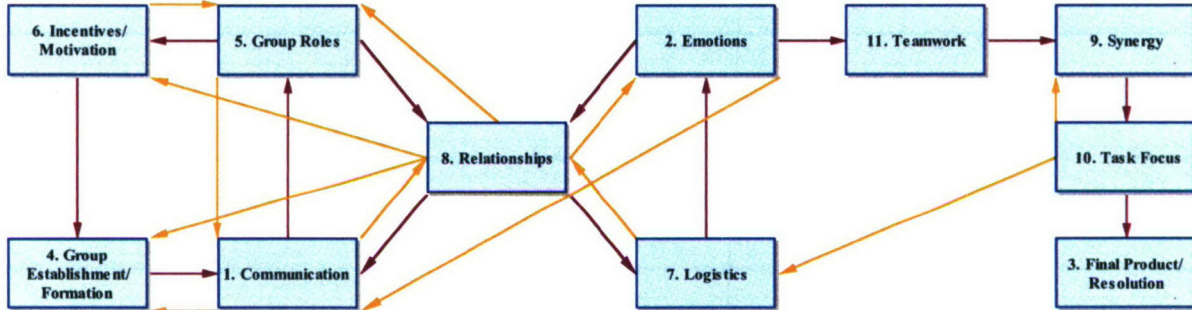 6. Incentives/
Motivation
5. Group Roles
2. Emotions
11. Teamwork
9. Synergy
8. Relationships
10. Task Focus
4. Group
Establishment/
Formation
1. Communication
7. Logistics
3. Final Product/
Resolution